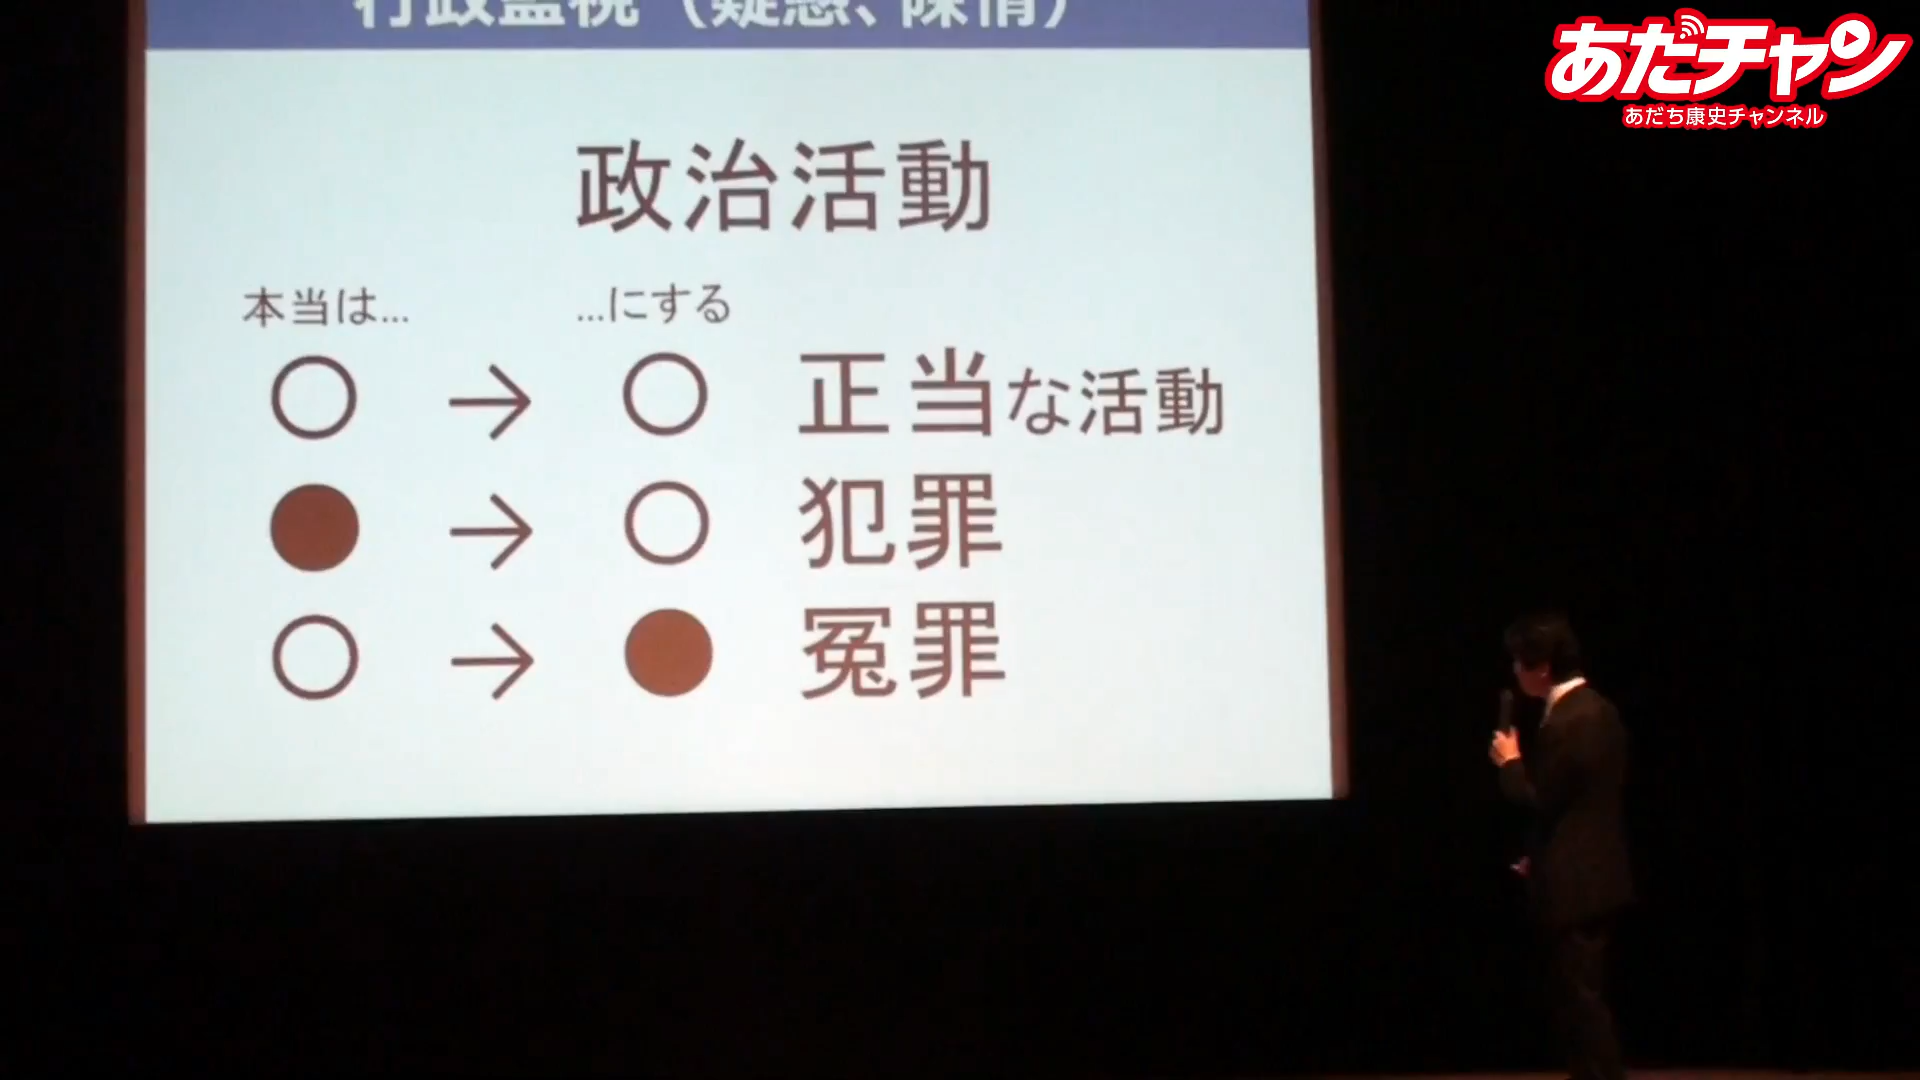 行政監視（疑惑、陳情）
あだチャン
あだち康史チャンネル
政治活動
本当は... ...にする
○ → ○ 正当な活動
● → ○ 犯罪
○ → ● 冤罪